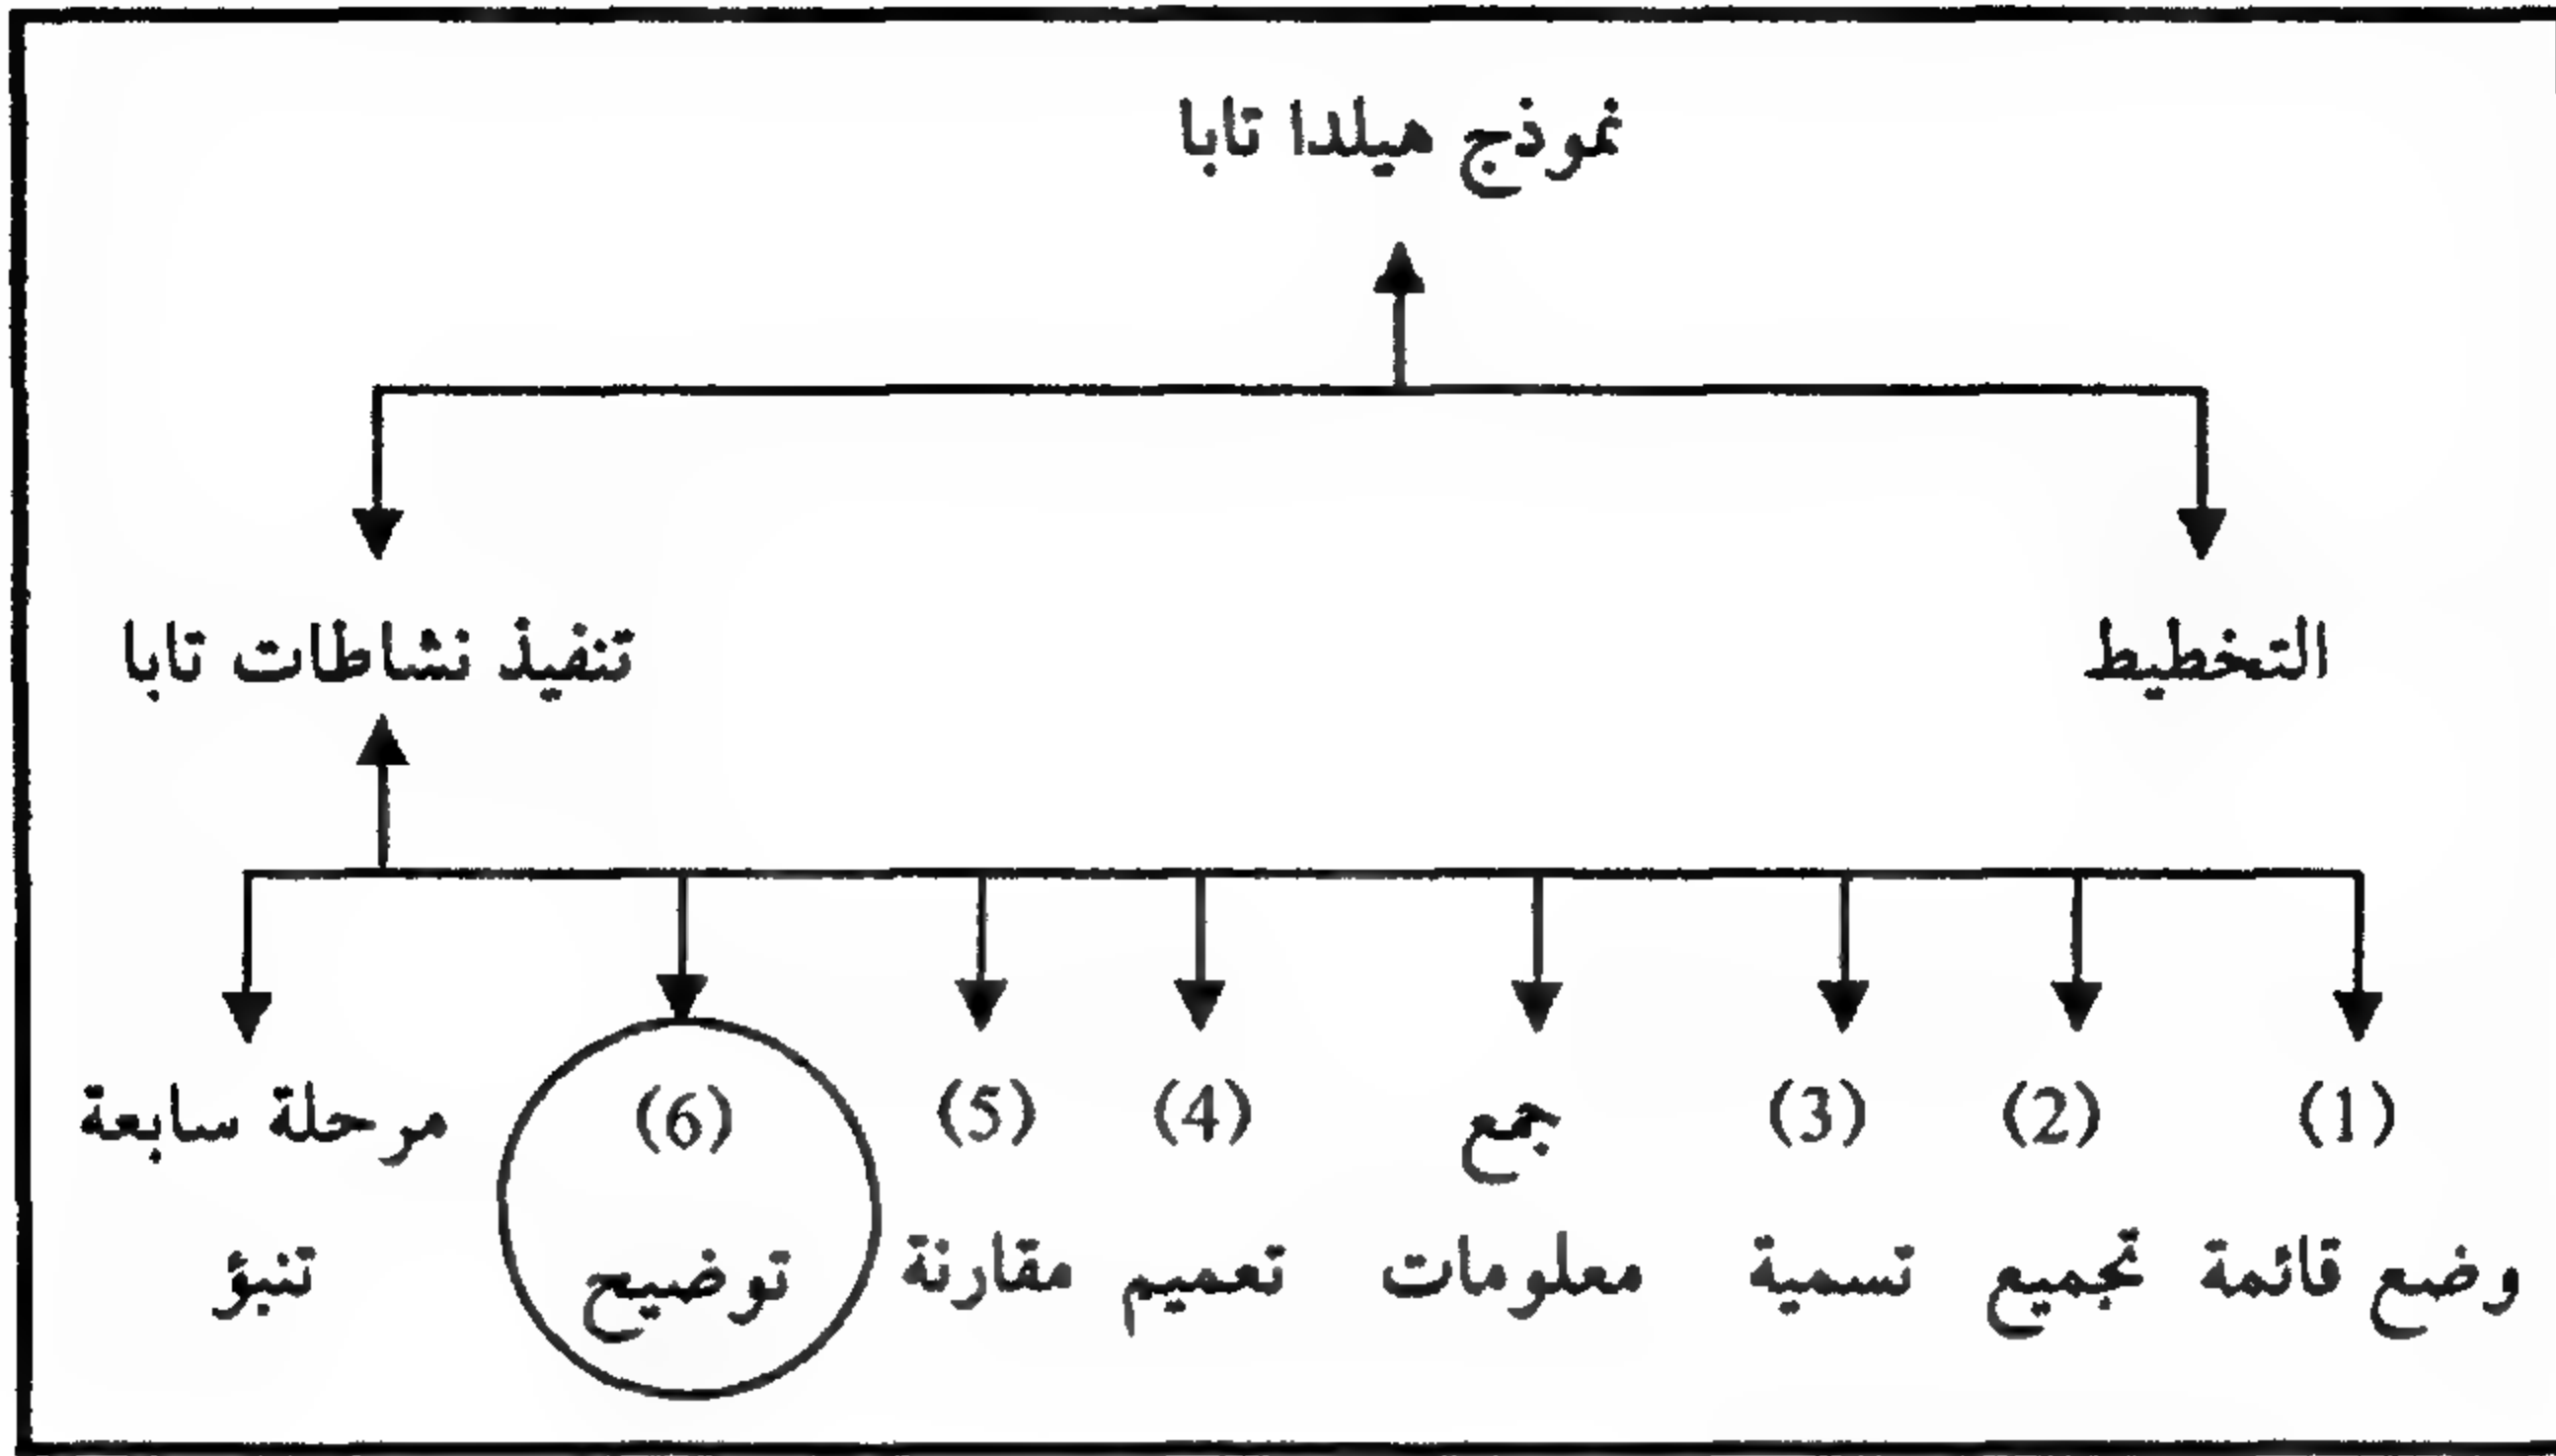 نموذج هيلدا تابا
التخطيط
تنفيذ نشاطات تابا
(1) (2) (3) جمع (4) (5) (6) مرحلة سابعة
وضع قائمة تجميع تسمية معلومات تعميم مقارنة توضيح تنبؤ